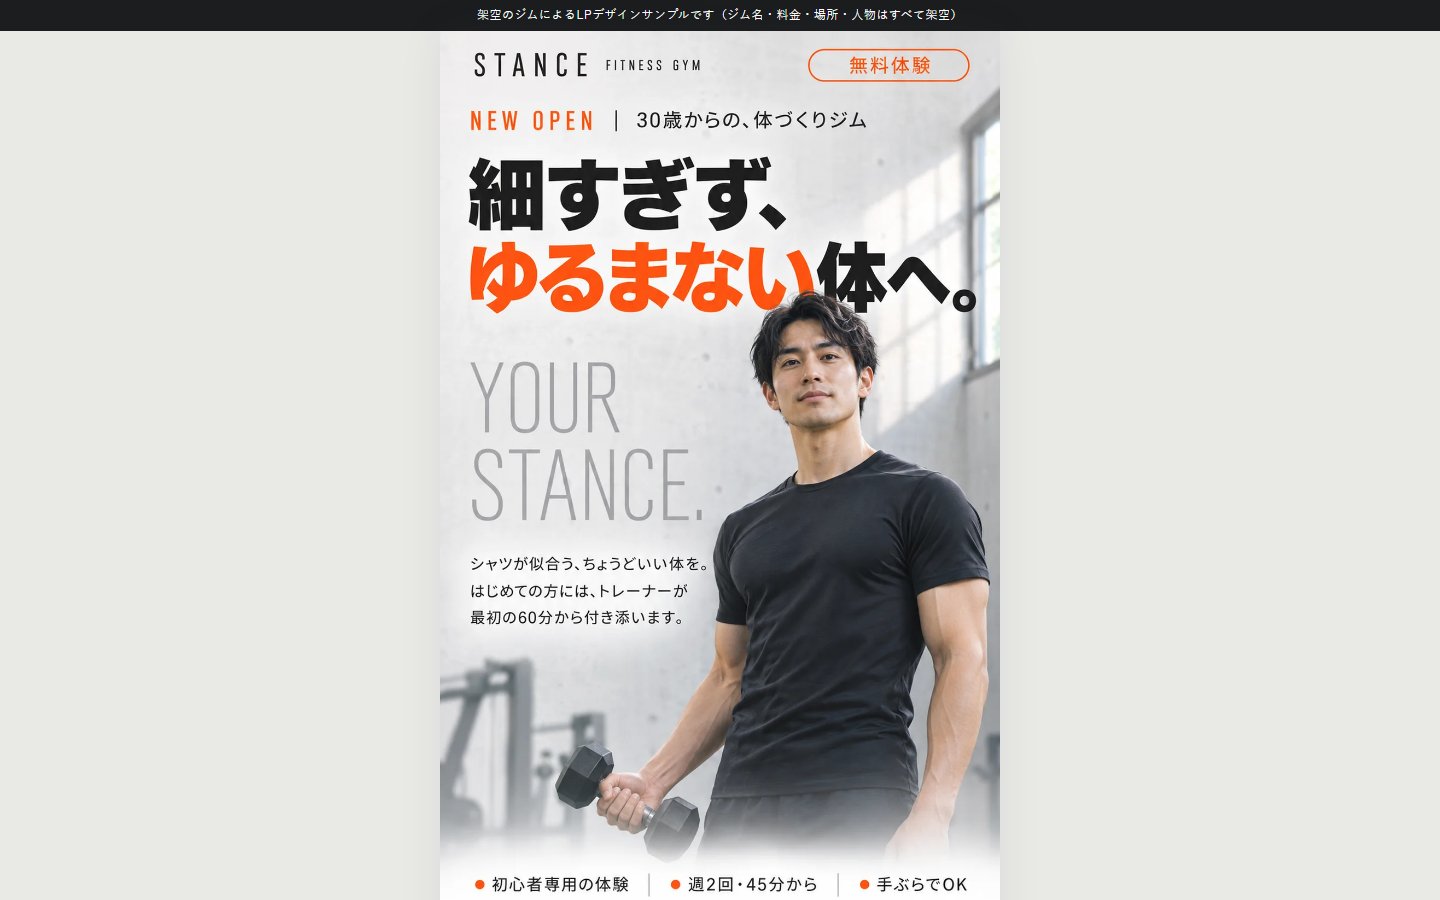 架空のジムによるLPデザインサンプルです（ジム名・料金・場所・人物はすべて架空）
STANCE FITNESS GYM 無料体験
NEW OPEN | 30歳からの、体づくりジム
細すぎず、
ゆるまない体へ。
YOUR
STANCE.
シャツが似合う、ちょうどいい体を。
はじめての方には、トレーナーが
最初の60分から付き添います。
初心者専用の体験 | 週2回・45分から | 手ぶらでOK